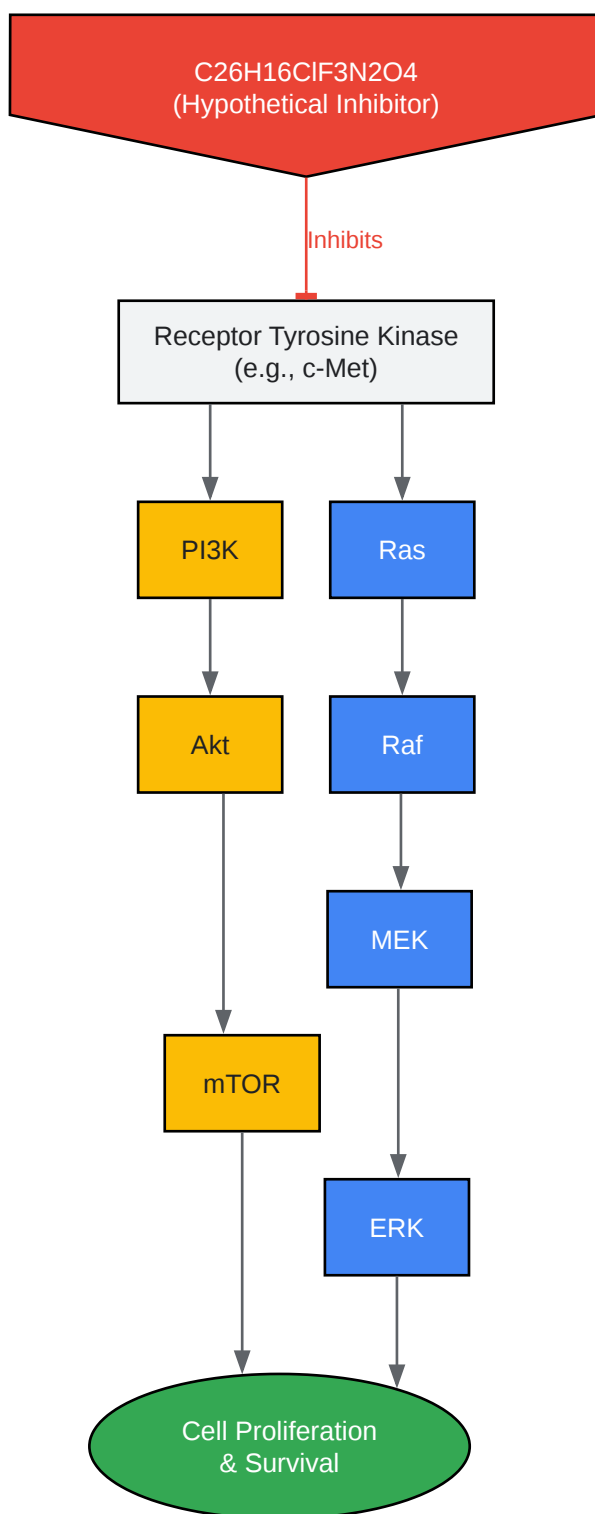 C26H16ClF3N2O4
(Hypothetical Inhibitor)
Inhibits
Receptor Tyrosine Kinase
(e.g., c-Met)
PI3K
Ras
Akt
Raf
MEK
mTOR
ERK
Cell Proliferation
& Survival